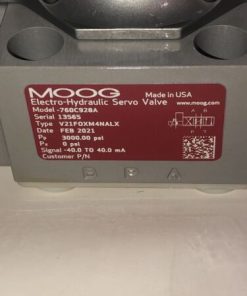 MOOG
Made in USA
Electro-Hydraulic Servo Valve
www.moog.com
Model -760C928A
Serial 13565
Type V21FOXM4NALX
Date FEB 2021
P 3000.00 psi
P 0 psi
Signal -40.0 TO 40.0 mA
Customer P/N
B P A